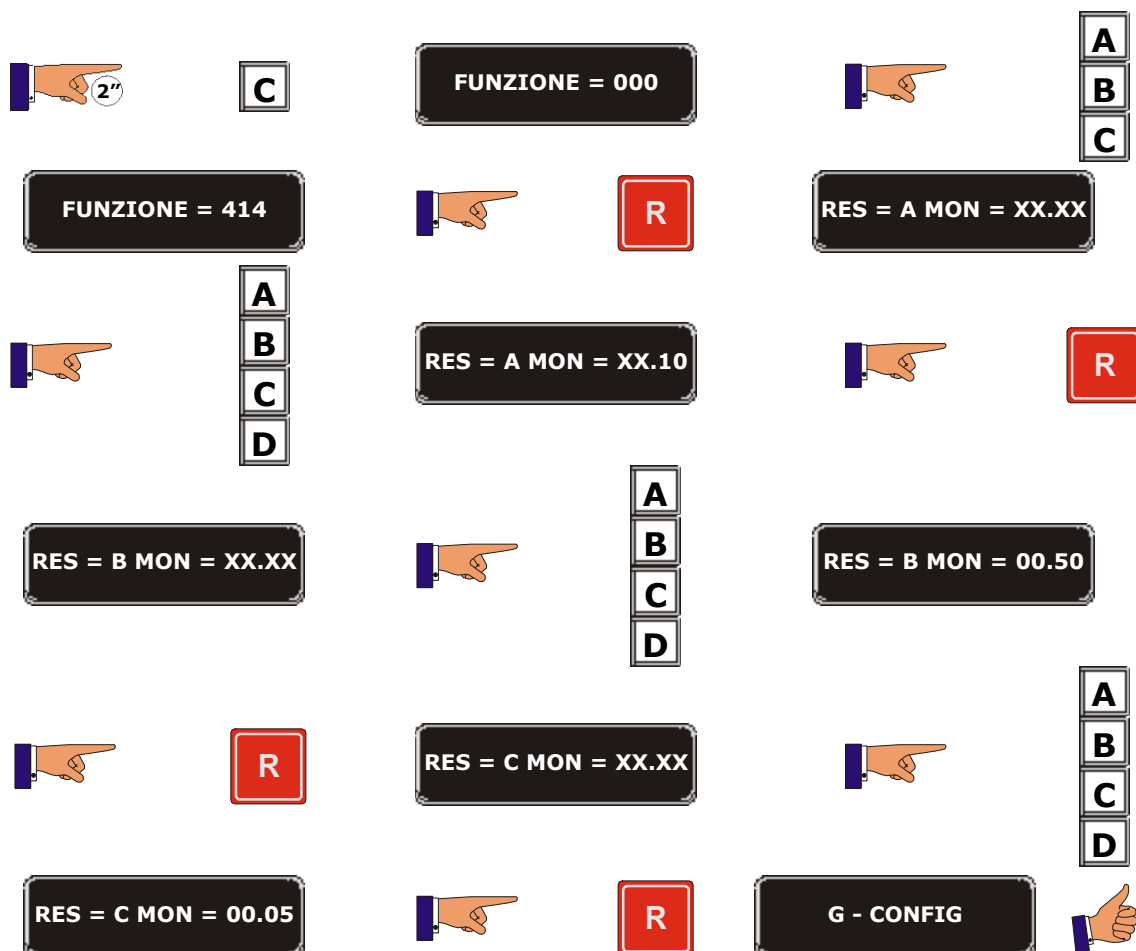 2”
C
FUNZIONE = 000
A
B
C
FUNZIONE = 414
R
RES = A MON = XX.XX
A
B
C
D
RES = A MON = XX.10
R
RES = B MON = XX.XX
A
B
C
D
RES = B MON = 00.50
R
RES = C MON = XX.XX
A
B
C
D
RES = C MON = 00.05
R
G - CONFIG